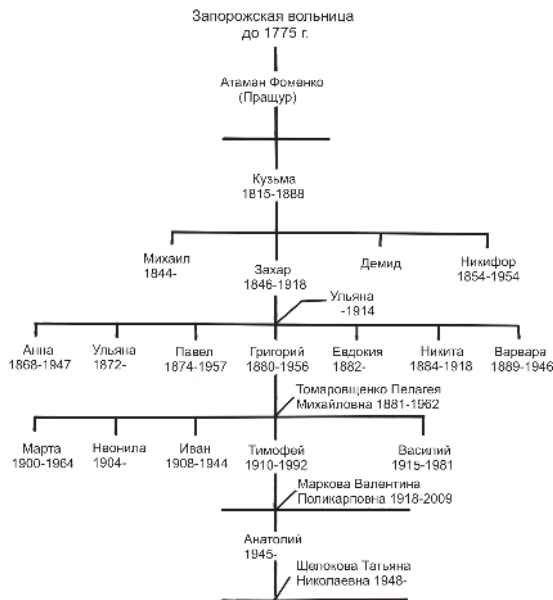 Запорожская вольница
до 1775 г.
Атаман Фоменко
(Пращур)
Кузьма
1815-1888
Михаил
1844-
Захар
1846-1918
Демид
Никифор
1854-1954
Ульяна
-1914
Анна
1868-1947
Ульяна
1872-
Павел
1874-1957
Григорий
1880-1956
Евдокия
1882-
Никита
1884-1918
Варвара
1889-1946
Томаровщенко Пелагея
Михайловна 1881-1962
Марта
1900-1964
Неонила
1904-
Иван
1908-1944
Тимофей
1910-1992
Василий
1915-1981
Маркова Валентина
Поликарповна 1918-2009
Анатолий
1945-
Щелокова Татьяна
Николаевна 1948-